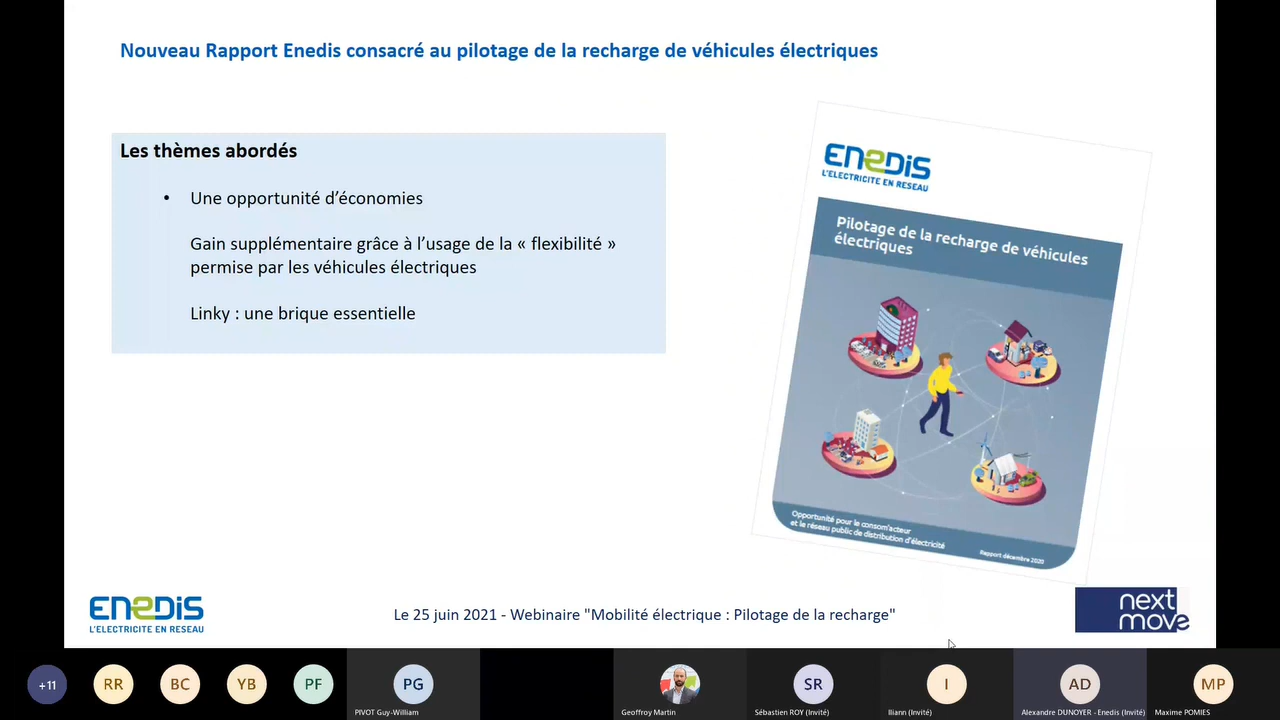 Nouveau Rapport Enedis consacré au pilotage de la recharge de véhicules électriques
Les thèmes abordés
• Une opportunité d’économies
Gain supplémentaire grâce à l’usage de la « flexibilité »
permise par les véhicules électriques
Linky : une brique essentielle
ENEDIS
L'ELECTRICITE EN RESEAU
Pilotage de la recharge de véhicules
électriques
Opportunité pour le consom'acteur
et le réseau public de distribution d'électricité
Rapport décembre 2020
ENEDIS
L'ELECTRICITE EN RESEAU
Le 25 juin 2021 - Webinaire "Mobilité électrique : Pilotage de la recharge"
next
move
+11
RR
BC
YB
PF
PG
PIVOT Guy-William
Geoffroy Martin
SR
Sébastien ROY (Invité)
I
Iliann (Invité)
AD
Alexandre DUNOYER - Enedis (Invité)
MP
Maxime POMIES